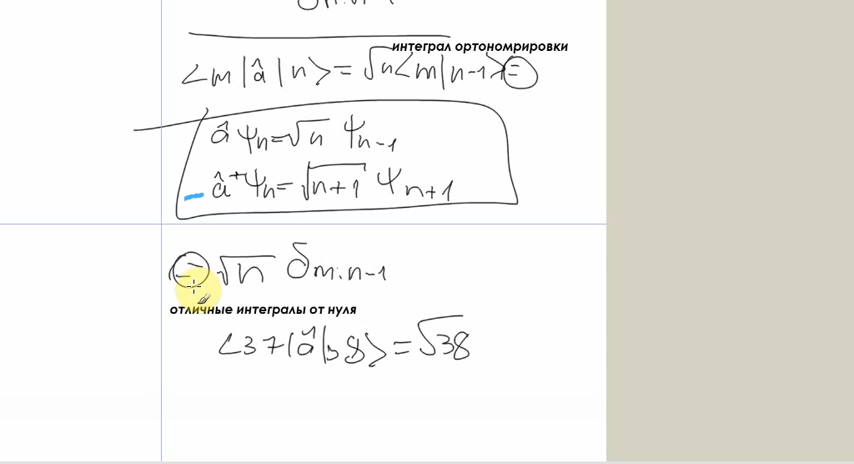 интеграл ортономрировки
<m|â|n> = √n<m|n-1> =
âψn = √n ψn-1
â⁺ψn = √n+1 ψn+1
= √n δm,n-1
отличные интегралы от нуля
<37|â|38> = √38